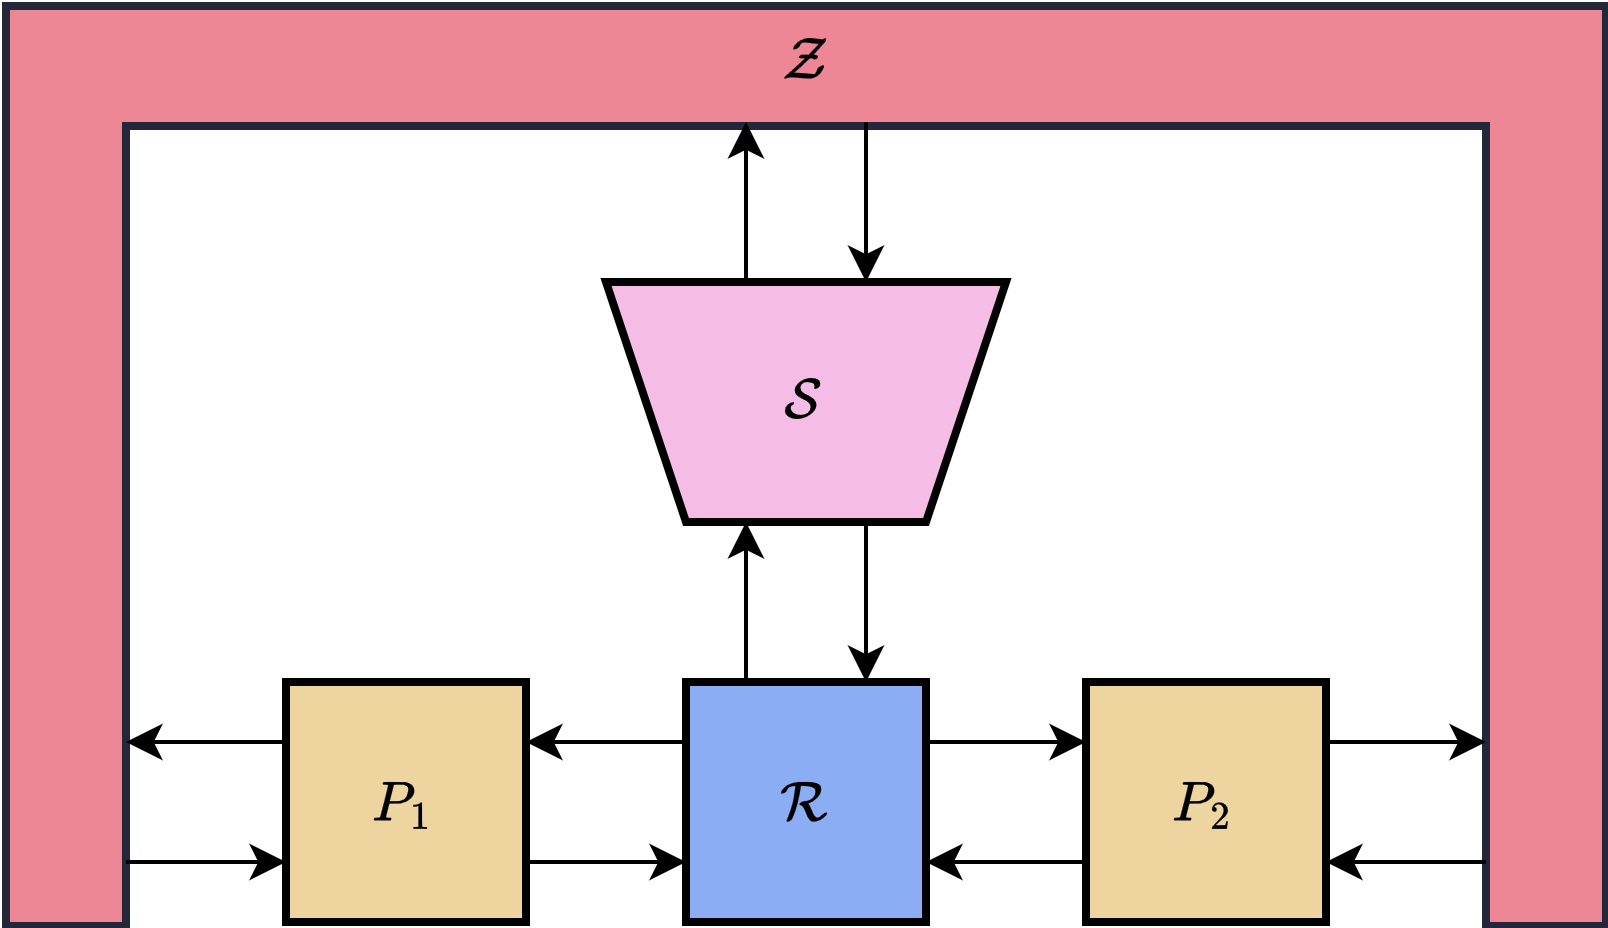 𝒵
𝒮
P₁
ℛ
P₂